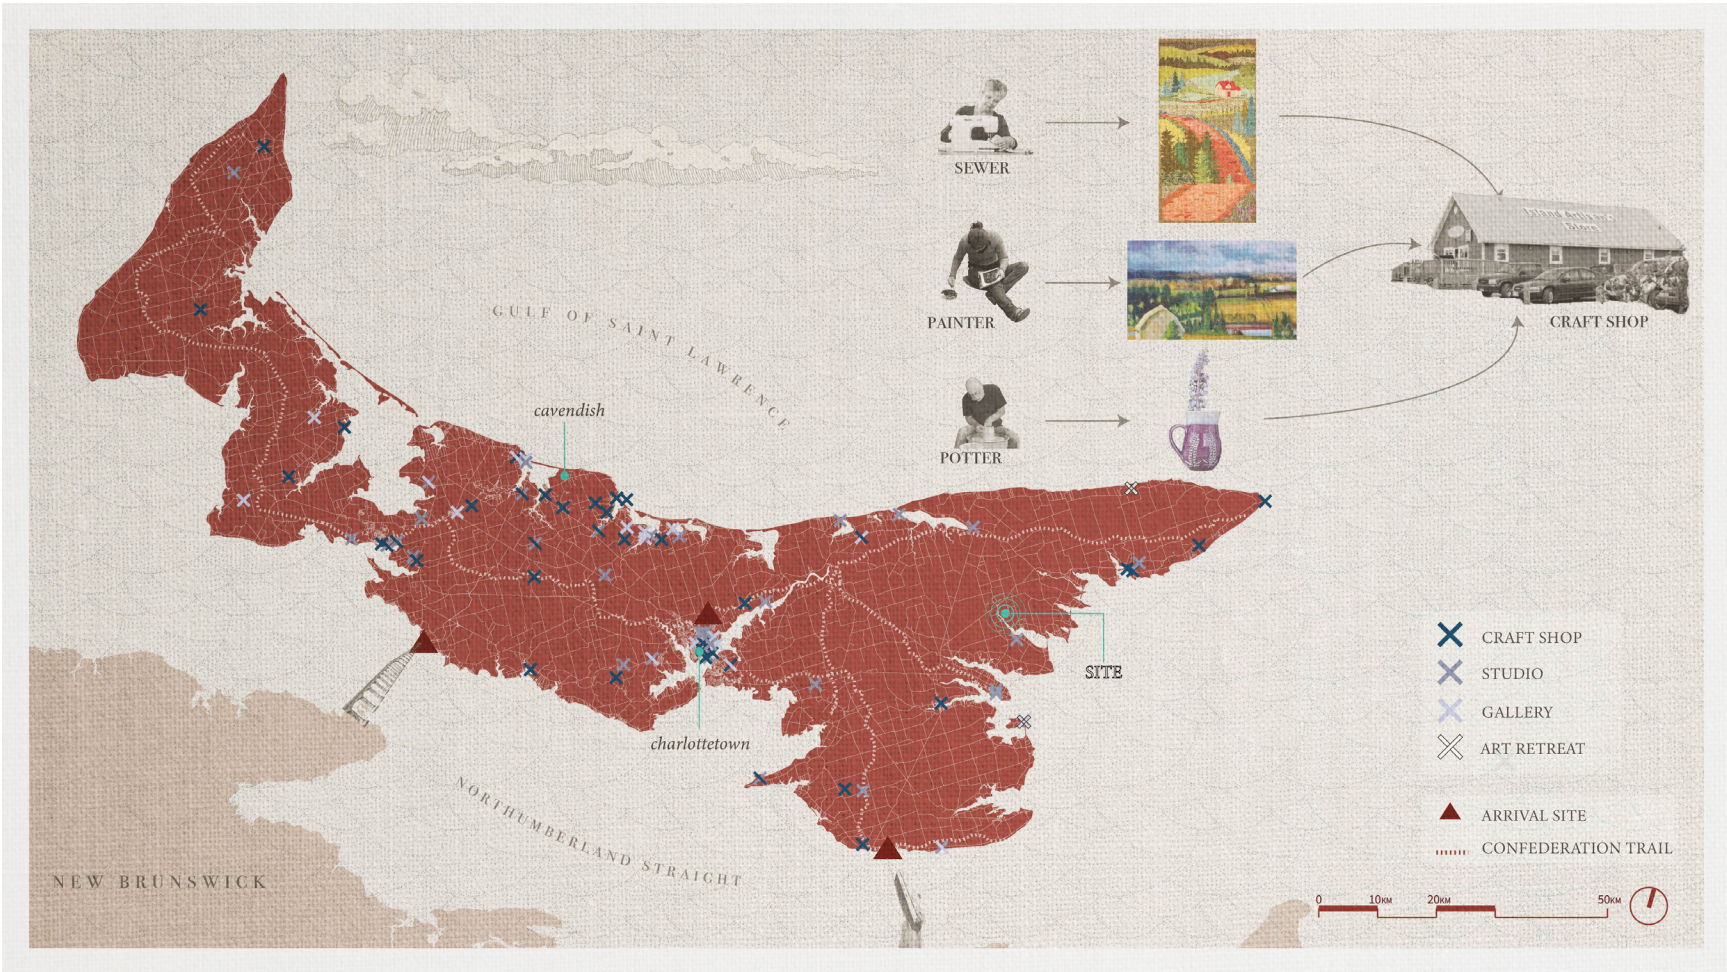 SEWER
PAINTER
POTTER
CRAFT SHOP
GULF OF SAINT LAWRENCE
cavendish
SITE
charlottetown
NORTHUMBERLAND STRAIGHT
NEW BRUNSWICK
CRAFT SHOP
STUDIO
GALLERY
ART RETREAT
ARRIVAL SITE
CONFEDERATION TRAIL
0 10KM 20KM 50KM